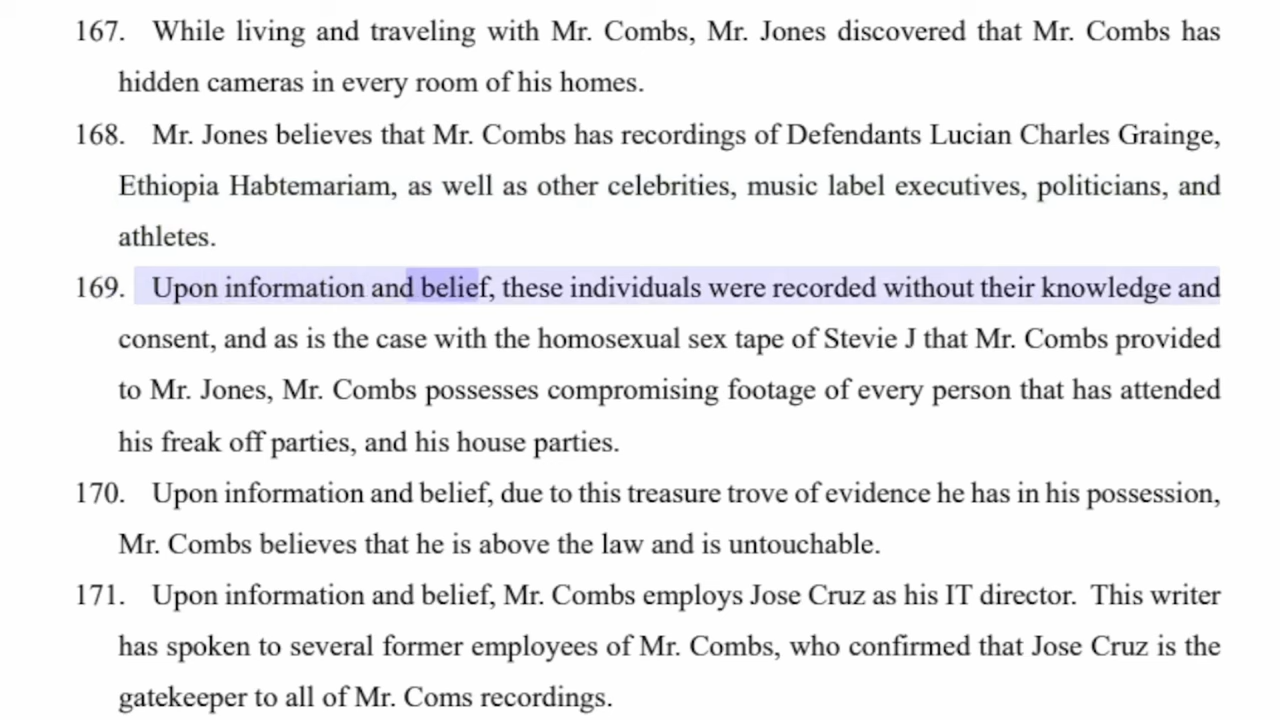 167. While living and traveling with Mr. Combs, Mr. Jones discovered that Mr. Combs has
hidden cameras in every room of his homes.
168. Mr. Jones believes that Mr. Combs has recordings of Defendants Lucian Charles Grainge,
Ethiopia Habtemariam, as well as other celebrities, music label executives, politicians, and
athletes.
169. Upon information and belief, these individuals were recorded without their knowledge and
consent, and as is the case with the homosexual sex tape of Stevie J that Mr. Combs provided
to Mr. Jones, Mr. Combs possesses compromising footage of every person that has attended
his freak off parties, and his house parties.
170. Upon information and belief, due to this treasure trove of evidence he has in his possession,
Mr. Combs believes that he is above the law and is untouchable.
171. Upon information and belief, Mr. Combs employs Jose Cruz as his IT director. This writer
has spoken to several former employees of Mr. Combs, who confirmed that Jose Cruz is the
gatekeeper to all of Mr. Coms recordings.